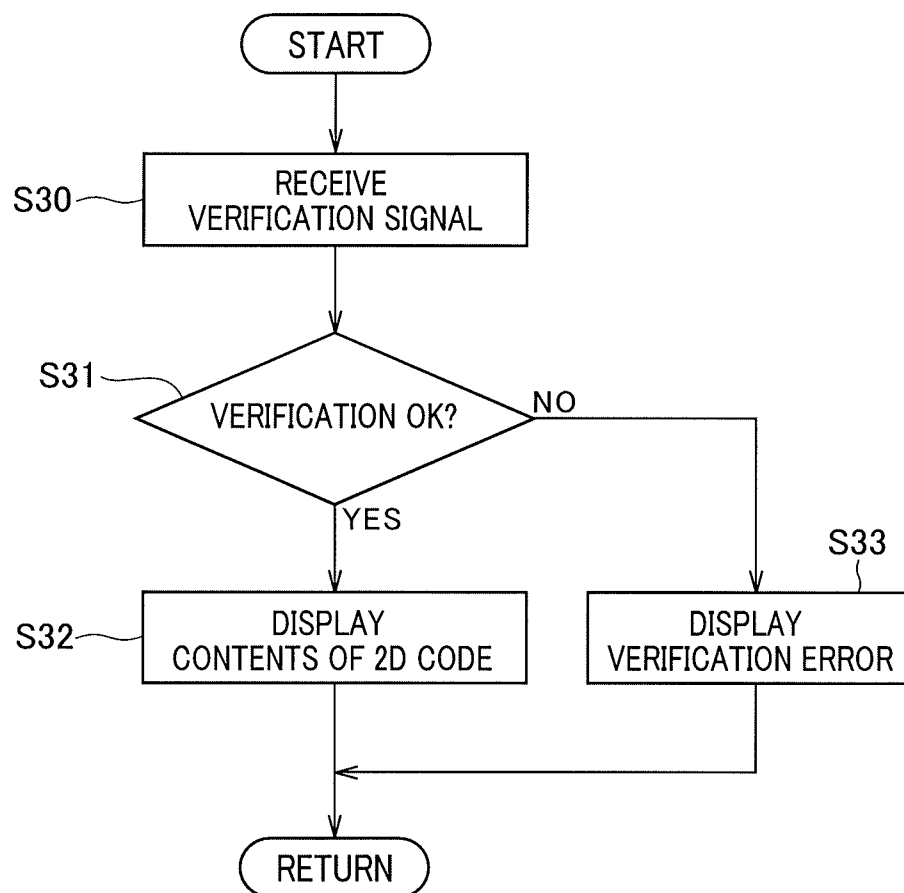 START
S30
RECEIVE
VERIFICATION SIGNAL
S31
VERIFICATION OK?
NO
YES
S33
S32
DISPLAY
CONTENTS OF 2D CODE
DISPLAY
VERIFICATION ERROR
RETURN